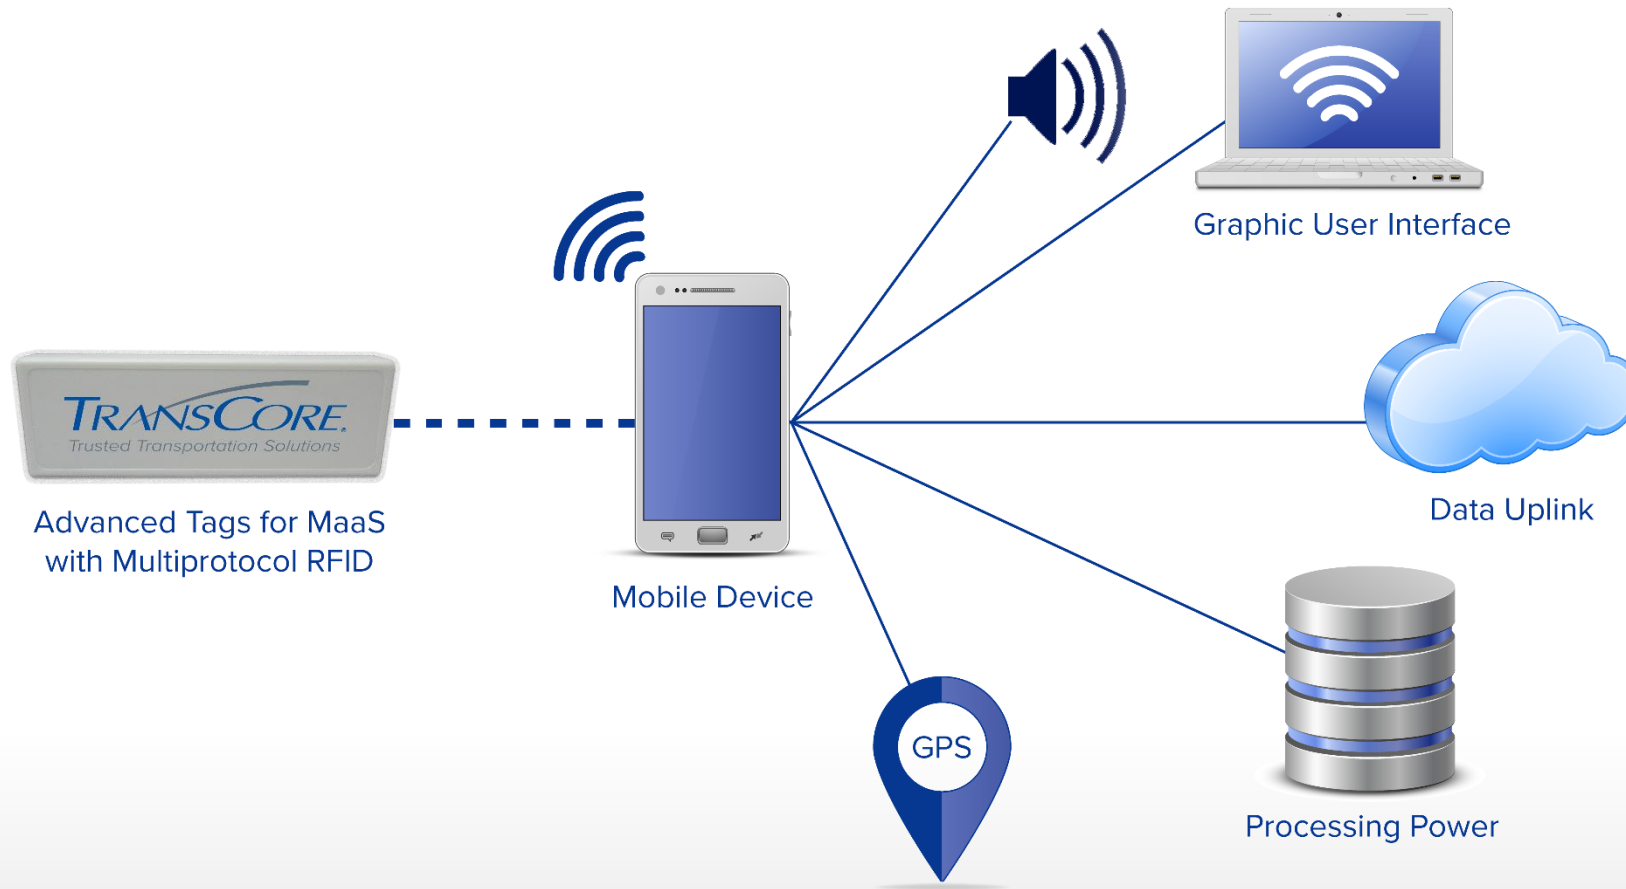 Graphic User Interface
TRANSCORE.
Trusted Transportation Solutions
Advanced Tags for MaaS
with Multiprotocol RFID
Mobile Device
Data Uplink
GPS
Processing Power